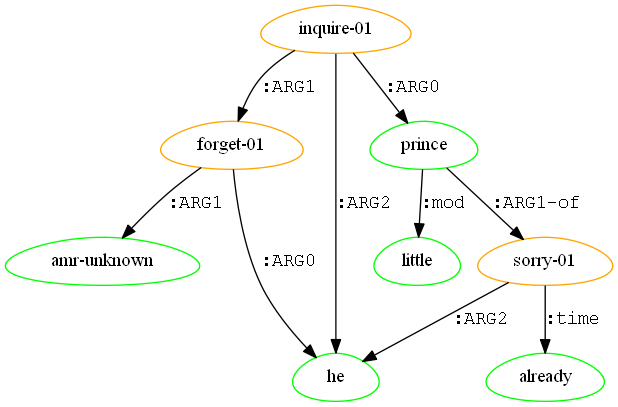 inquire-01
:ARG1
:ARG0
forget-01
prince
:ARG1
:ARG2
:mod
:ARG1-of
amr-unknown
:ARG0
little
sorry-01
:ARG2
:time
he
already